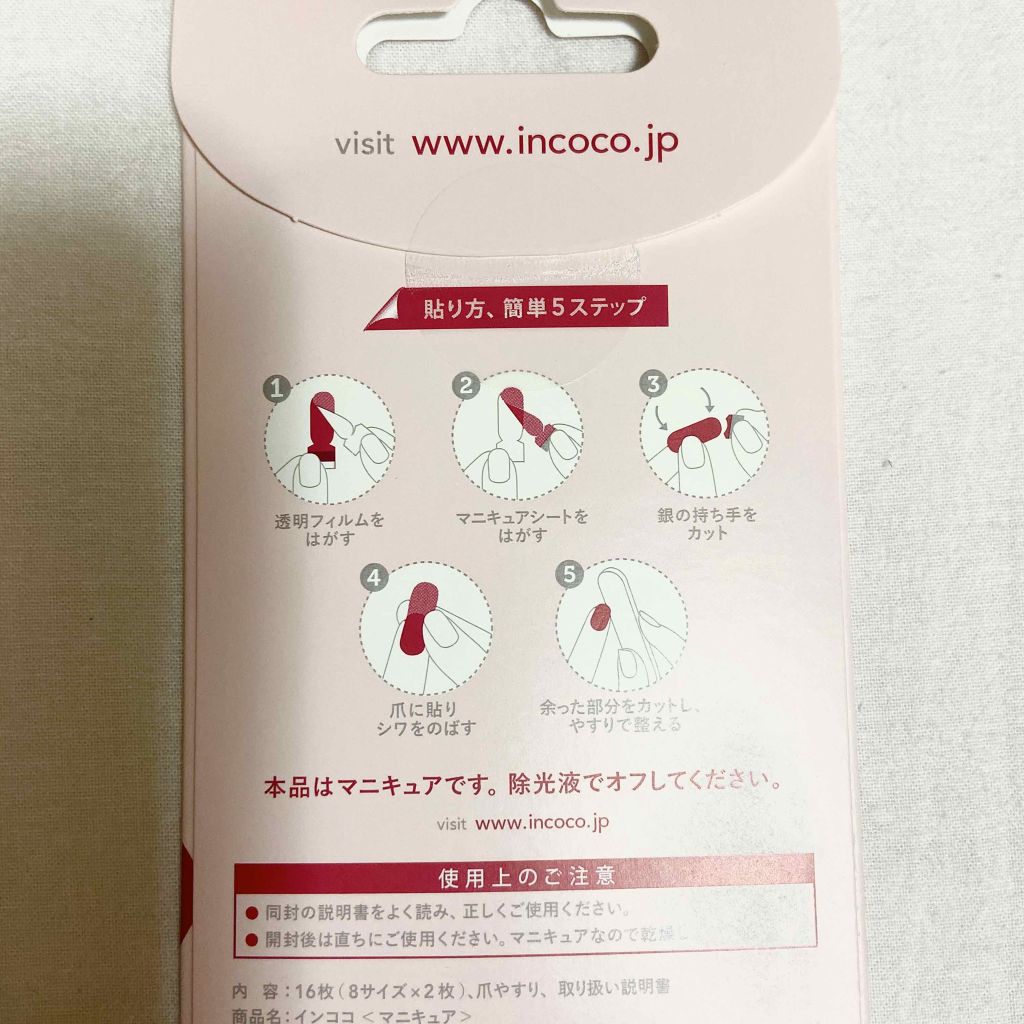 visit www.incoco.jp
貼り方、簡単5ステップ
1
透明フィルムを
はがす
2
マニキュアシートを
はがす
3
銀の持ち手を
カット
4
爪に貼り
シワをのばす
5
余った部分をカットし、
やすりで整える
本品はマニキュアです。除光液でオフしてください。
visit www.incoco.jp
使用上のご注意
●同封の説明書をよく読み、正しくご使用ください。
●開封後は直ちにご使用ください。マニキュアなので乾燥し
内 容：16枚（8サイズ×2枚）、爪やすり、取り扱い説明書
商品名：インココ＜マニキュア＞